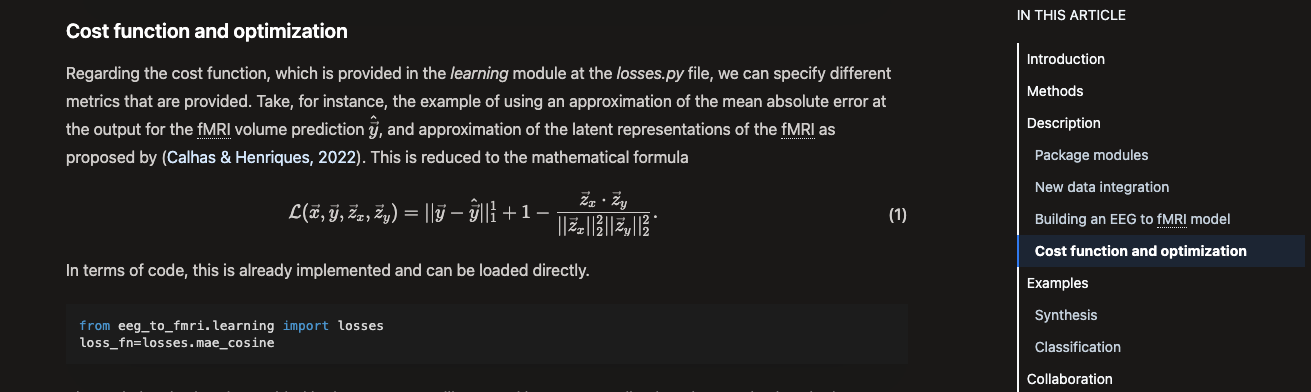 Cost function and optimization
Regarding the cost function, which is provided in the learning module at the losses.py file, we can specify different
metrics that are provided. Take, for instance, the example of using an approximation of the mean absolute error at
the output for the fMRI volume prediction $\hat{\vec{y}}$, and approximation of the latent representations of the fMRI as
proposed by (Calhas & Henriques, 2022). This is reduced to the mathematical formula
$\mathcal{L}(\vec{x}, \vec{y}, \vec{z}_x, \vec{z}_y) = ||\vec{y} - \hat{\vec{y}}||_1^1 + 1 - \frac{\vec{z}_x \cdot \vec{z}_y}{||\vec{z}_x||_2^2 ||\vec{z}_y||_2^2}.$ (1)
In terms of code, this is already implemented and can be loaded directly.
from eeg_to_fmri.learning import losses
loss_fn=losses.mae_cosine
IN THIS ARTICLE
Introduction
Methods
Description
Package modules
New data integration
Building an EEG to fMRI model
Cost function and optimization
Examples
Synthesis
Classification
Collaboration